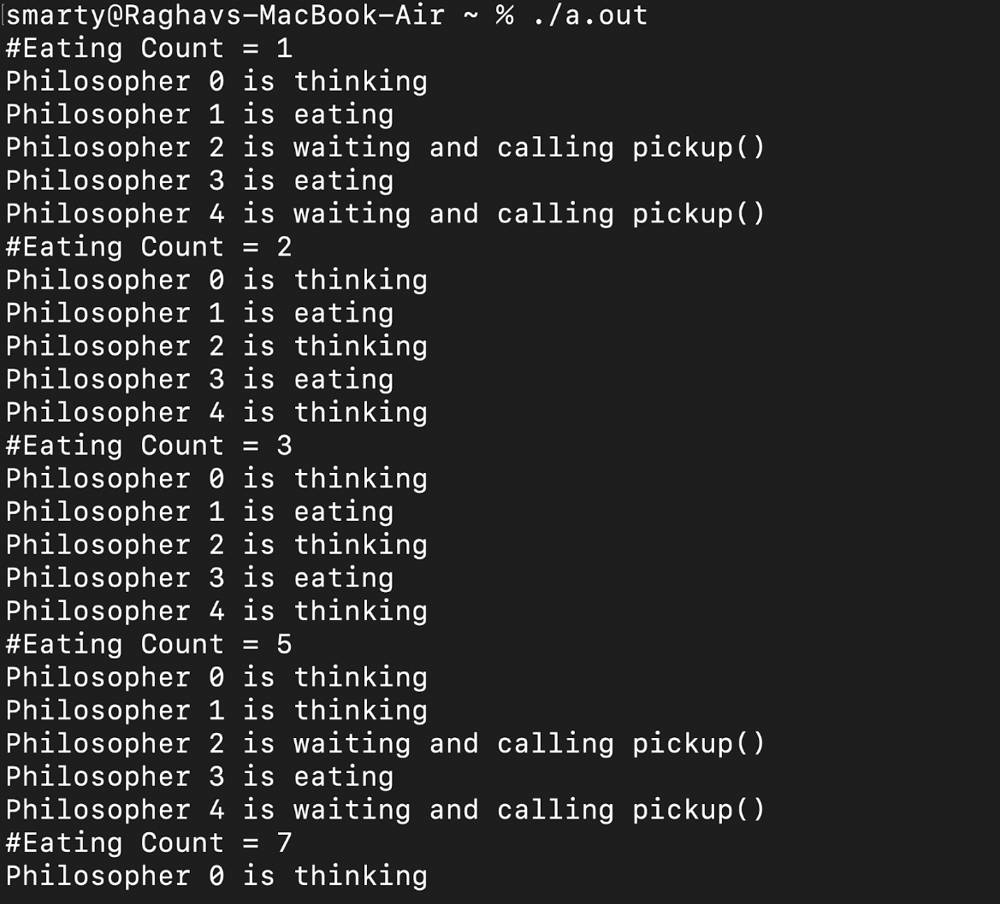 smarty@Raghavs-MacBook-Air ~ % ./a.out
#Eating Count = 1
Philosopher 0 is thinking
Philosopher 1 is eating
Philosopher 2 is waiting and calling pickup()
Philosopher 3 is eating
Philosopher 4 is waiting and calling pickup()
#Eating Count = 2
Philosopher 0 is thinking
Philosopher 1 is eating
Philosopher 2 is thinking
Philosopher 3 is eating
Philosopher 4 is thinking
#Eating Count = 3
Philosopher 0 is thinking
Philosopher 1 is eating
Philosopher 2 is thinking
Philosopher 3 is eating
Philosopher 4 is thinking
#Eating Count = 5
Philosopher 0 is thinking
Philosopher 1 is thinking
Philosopher 2 is waiting and calling pickup()
Philosopher 3 is eating
Philosopher 4 is waiting and calling pickup()
#Eating Count = 7
Philosopher 0 is thinking